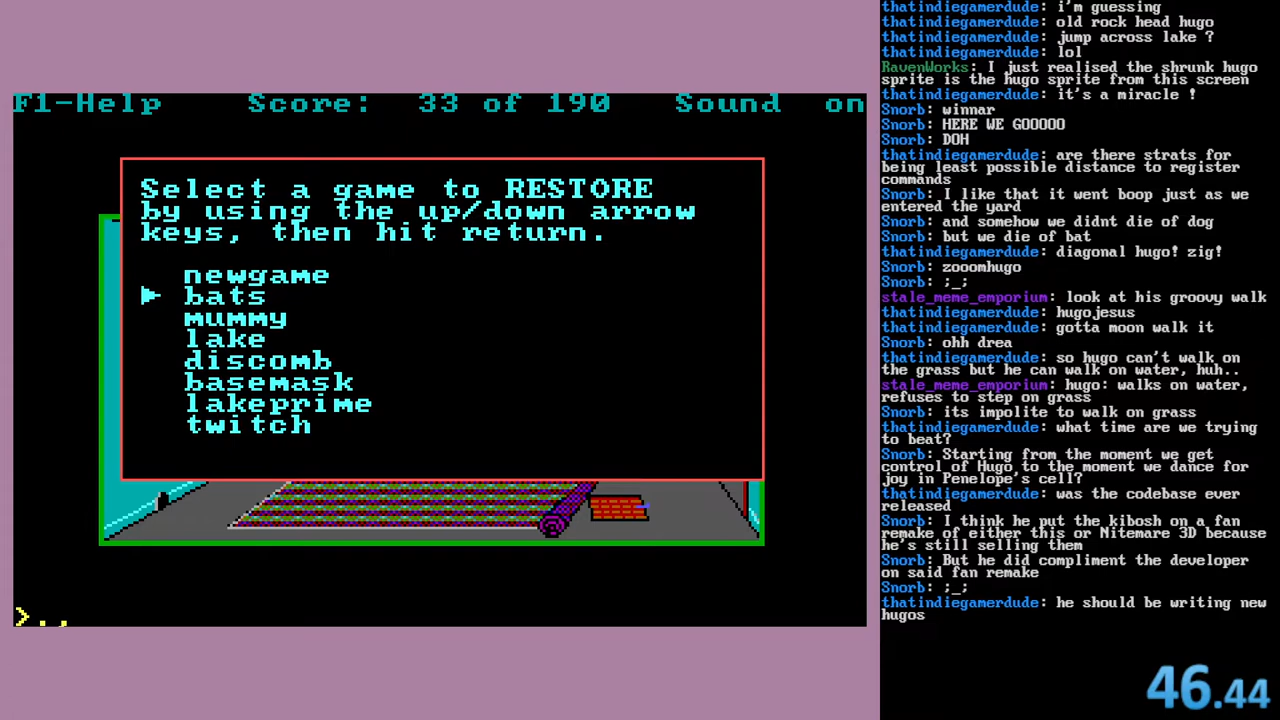 F1-Help Score: 33 of 190 Sound on
Select a game to RESTORE
by using the up/down arrow
keys, then hit return.
newgame
bats
mummy
lake
discomb
basemask
lakeprime
twitch
>.,
thatindiegamerdude: i'm guessing
thatindiegamerdude: old rock head hugo
thatindiegamerdude: jump across lake ?
thatindiegamerdude: lol
RavenWorks: I just realised the shrunk hugo
sprite is the hugo sprite from this screen
thatindiegamerdude: it's a miracle !
Snorb: winnar
Snorb: HERE WE GOOOOO
Snorb: DOH
thatindiegamerdude: are there strats for
being least possible distance to register
commands
Snorb: I like that it went boop just as we
entered the yard
Snorb: and somehow we didnt die of dog
Snorb: but we die of bat
thatindiegamerdude: diagonal hugo! zig!
Snorb: zooomhugo
Snorb: ;_;
stale_meme_emporium: look at his groovy walk
thatindiegamerdude: hugojesus
thatindiegamerdude: gotta moon walk it
Snorb: ohh drea
thatindiegamerdude: so hugo can't walk on
the grass but he can walk on water, huh..
stale_meme_emporium: hugo: walks on water,
refuses to step on grass
Snorb: its impolite to walk on grass
thatindiegamerdude: what time are we trying
to beat?
Snorb: Starting from the moment we get
control of Hugo to the moment we dance for
joy in Penelope's cell?
thatindiegamerdude: was the codebase ever
released
Snorb: I think he put the kibosh on a fan
remake of either this or Nitemare 3D because
he's still selling them
Snorb: But he did compliment the developer
on said fan remake
Snorb: ;_;
thatindiegamerdude: he should be writing new
hugos
46.44